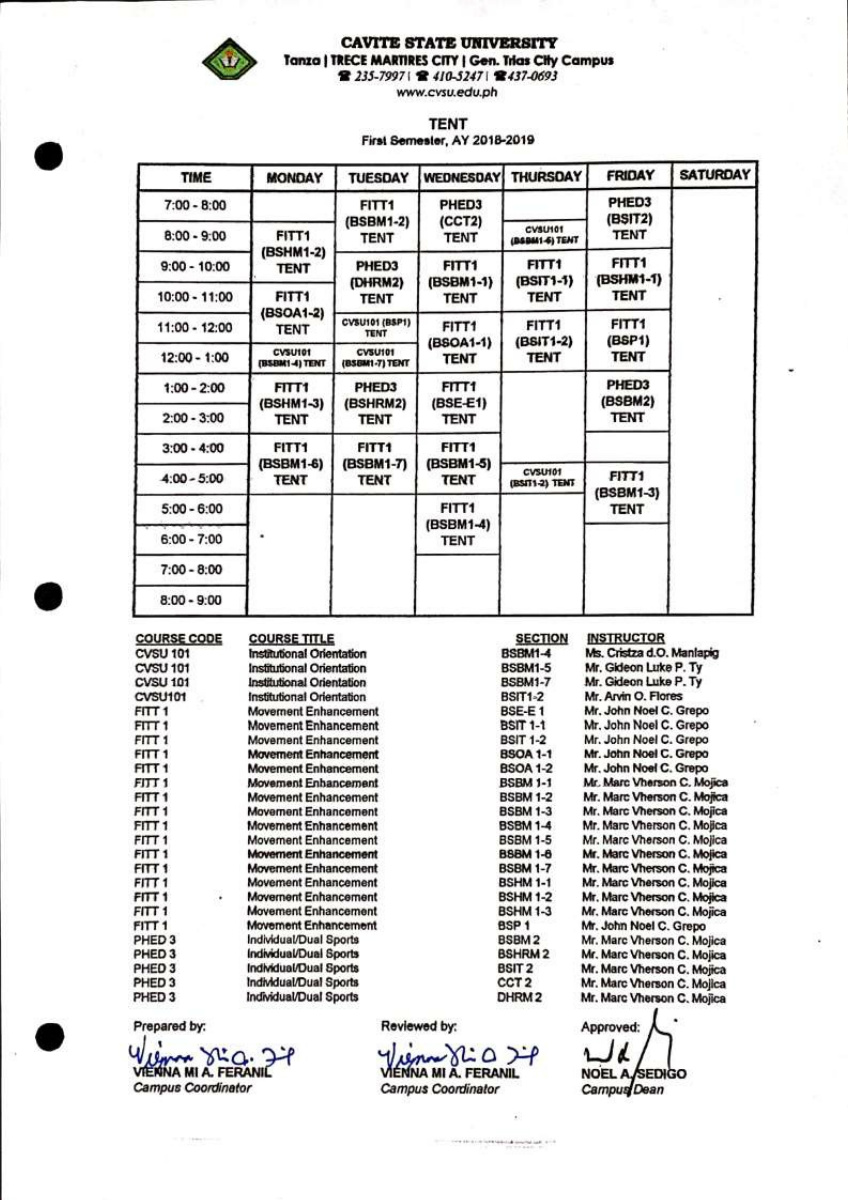 CAVITE STATE UNIVERSITY
Tanza | TRECE MARTIRES CITY | Gen. Trias City Campus
☎ 235-7997 | ☎ 410-5247 | ☎437-0693
www.cvsu.edu.ph
TENT
First Semester, AY 2018-2019
TIME MONDAY TUESDAY WEDNESDAY THURSDAY FRIDAY SATURDAY
7:00 - 8:00 FITT1 PHED3 PHED3
(BSBM1-2) (CCT2) (BSIT2)
8:00 - 9:00 FITT1 TENT TENT CVSU101 TENT
(BSHM1-2) (BSBM1-6) TENT
9:00 - 10:00 TENT PHED3 FITT1 FITT1 FITT1
(DHRM2) (BSBM1-1) (BSIT1-1) (BSHM1-1)
10:00 - 11:00 FITT1 TENT TENT TENT TENT
(BSOA1-2)
11:00 - 12:00 TENT CVSU101 (BSP1) FITT1 FITT1 FITT1
TENT (BSOA1-1) (BSIT1-2) (BSP1)
12:00 - 1:00 CVSU101 CVSU101 TENT TENT TENT
(BSBM1-4) TENT (BSBM1-7) TENT
1:00 - 2:00 FITT1 PHED3 FITT1 PHED3
(BSHM1-3) (BSHRM2) (BSE-E1) (BSBM2)
2:00 - 3:00 TENT TENT TENT TENT
3:00 - 4:00 FITT1 FITT1 FITT1
(BSBM1-6) (BSBM1-7) (BSBM1-5)
4:00 - 5:00 TENT TENT TENT CVSU101 FITT1
(BSIT1-2) TENT (BSBM1-3)
5:00 - 6:00 FITT1 TENT
(BSBM1-4)
6:00 - 7:00 TENT
7:00 - 8:00
8:00 - 9:00
COURSE CODE COURSE TITLE SECTION INSTRUCTOR
CVSU 101 Institutional Orientation BSBM1-4 Ms. Cristza d.O. Manlapig
CVSU 101 Institutional Orientation BSBM1-5 Mr. Gideon Luke P. Ty
CVSU 101 Institutional Orientation BSBM1-7 Mr. Gideon Luke P. Ty
CVSU101 Institutional Orientation BSIT1-2 Mr. Arvin O. Flores
FITT 1 Movement Enhancement BSE-E 1 Mr. John Noel C. Grepo
FITT 1 Movement Enhancement BSIT 1-1 Mr. John Noel C. Grepo
FITT 1 Movement Enhancement BSIT 1-2 Mr. John Noel C. Grepo
FITT 1 Movement Enhancement BSOA 1-1 Mr. John Noel C. Grepo
FITT 1 Movement Enhancement BSOA 1-2 Mr. John Noel C. Grepo
FITT 1 Movement Enhancement BSBM 1-1 Mr. Marc Vherson C. Mojica
FITT 1 Movement Enhancement BSBM 1-2 Mr. Marc Vherson C. Mojica
FITT 1 Movement Enhancement BSBM 1-3 Mr. Marc Vherson C. Mojica
FITT 1 Movement Enhancement BSBM 1-4 Mr. Marc Vherson C. Mojica
FITT 1 Movement Enhancement BSBM 1-5 Mr. Marc Vherson C. Mojica
FITT 1 Movement Enhancement BSBM 1-6 Mr. Marc Vherson C. Mojica
FITT 1 Movement Enhancement BSBM 1-7 Mr. Marc Vherson C. Mojica
FITT 1 Movement Enhancement BSHM 1-1 Mr. Marc Vherson C. Mojica
FITT 1 Movement Enhancement BSHM 1-2 Mr. Marc Vherson C. Mojica
FITT 1 Movement Enhancement BSHM 1-3 Mr. Marc Vherson C. Mojica
FITT 1 Movement Enhancement BSP 1 Mr. John Noel C. Grepo
PHED 3 Individual/Dual Sports BSBM 2 Mr. Marc Vherson C. Mojica
PHED 3 Individual/Dual Sports BSHRM 2 Mr. Marc Vherson C. Mojica
PHED 3 Individual/Dual Sports BSIT 2 Mr. Marc Vherson C. Mojica
PHED 3 Individual/Dual Sports CCT 2 Mr. Marc Vherson C. Mojica
PHED 3 Individual/Dual Sports DHRM 2 Mr. Marc Vherson C. Mojica
Prepared by: Reviewed by: Approved:
VIENNA MI A. FERANIL VIENNA MI A. FERANIL NOEL A. SEDIGO
Campus Coordinator Campus Coordinator Campus Dean